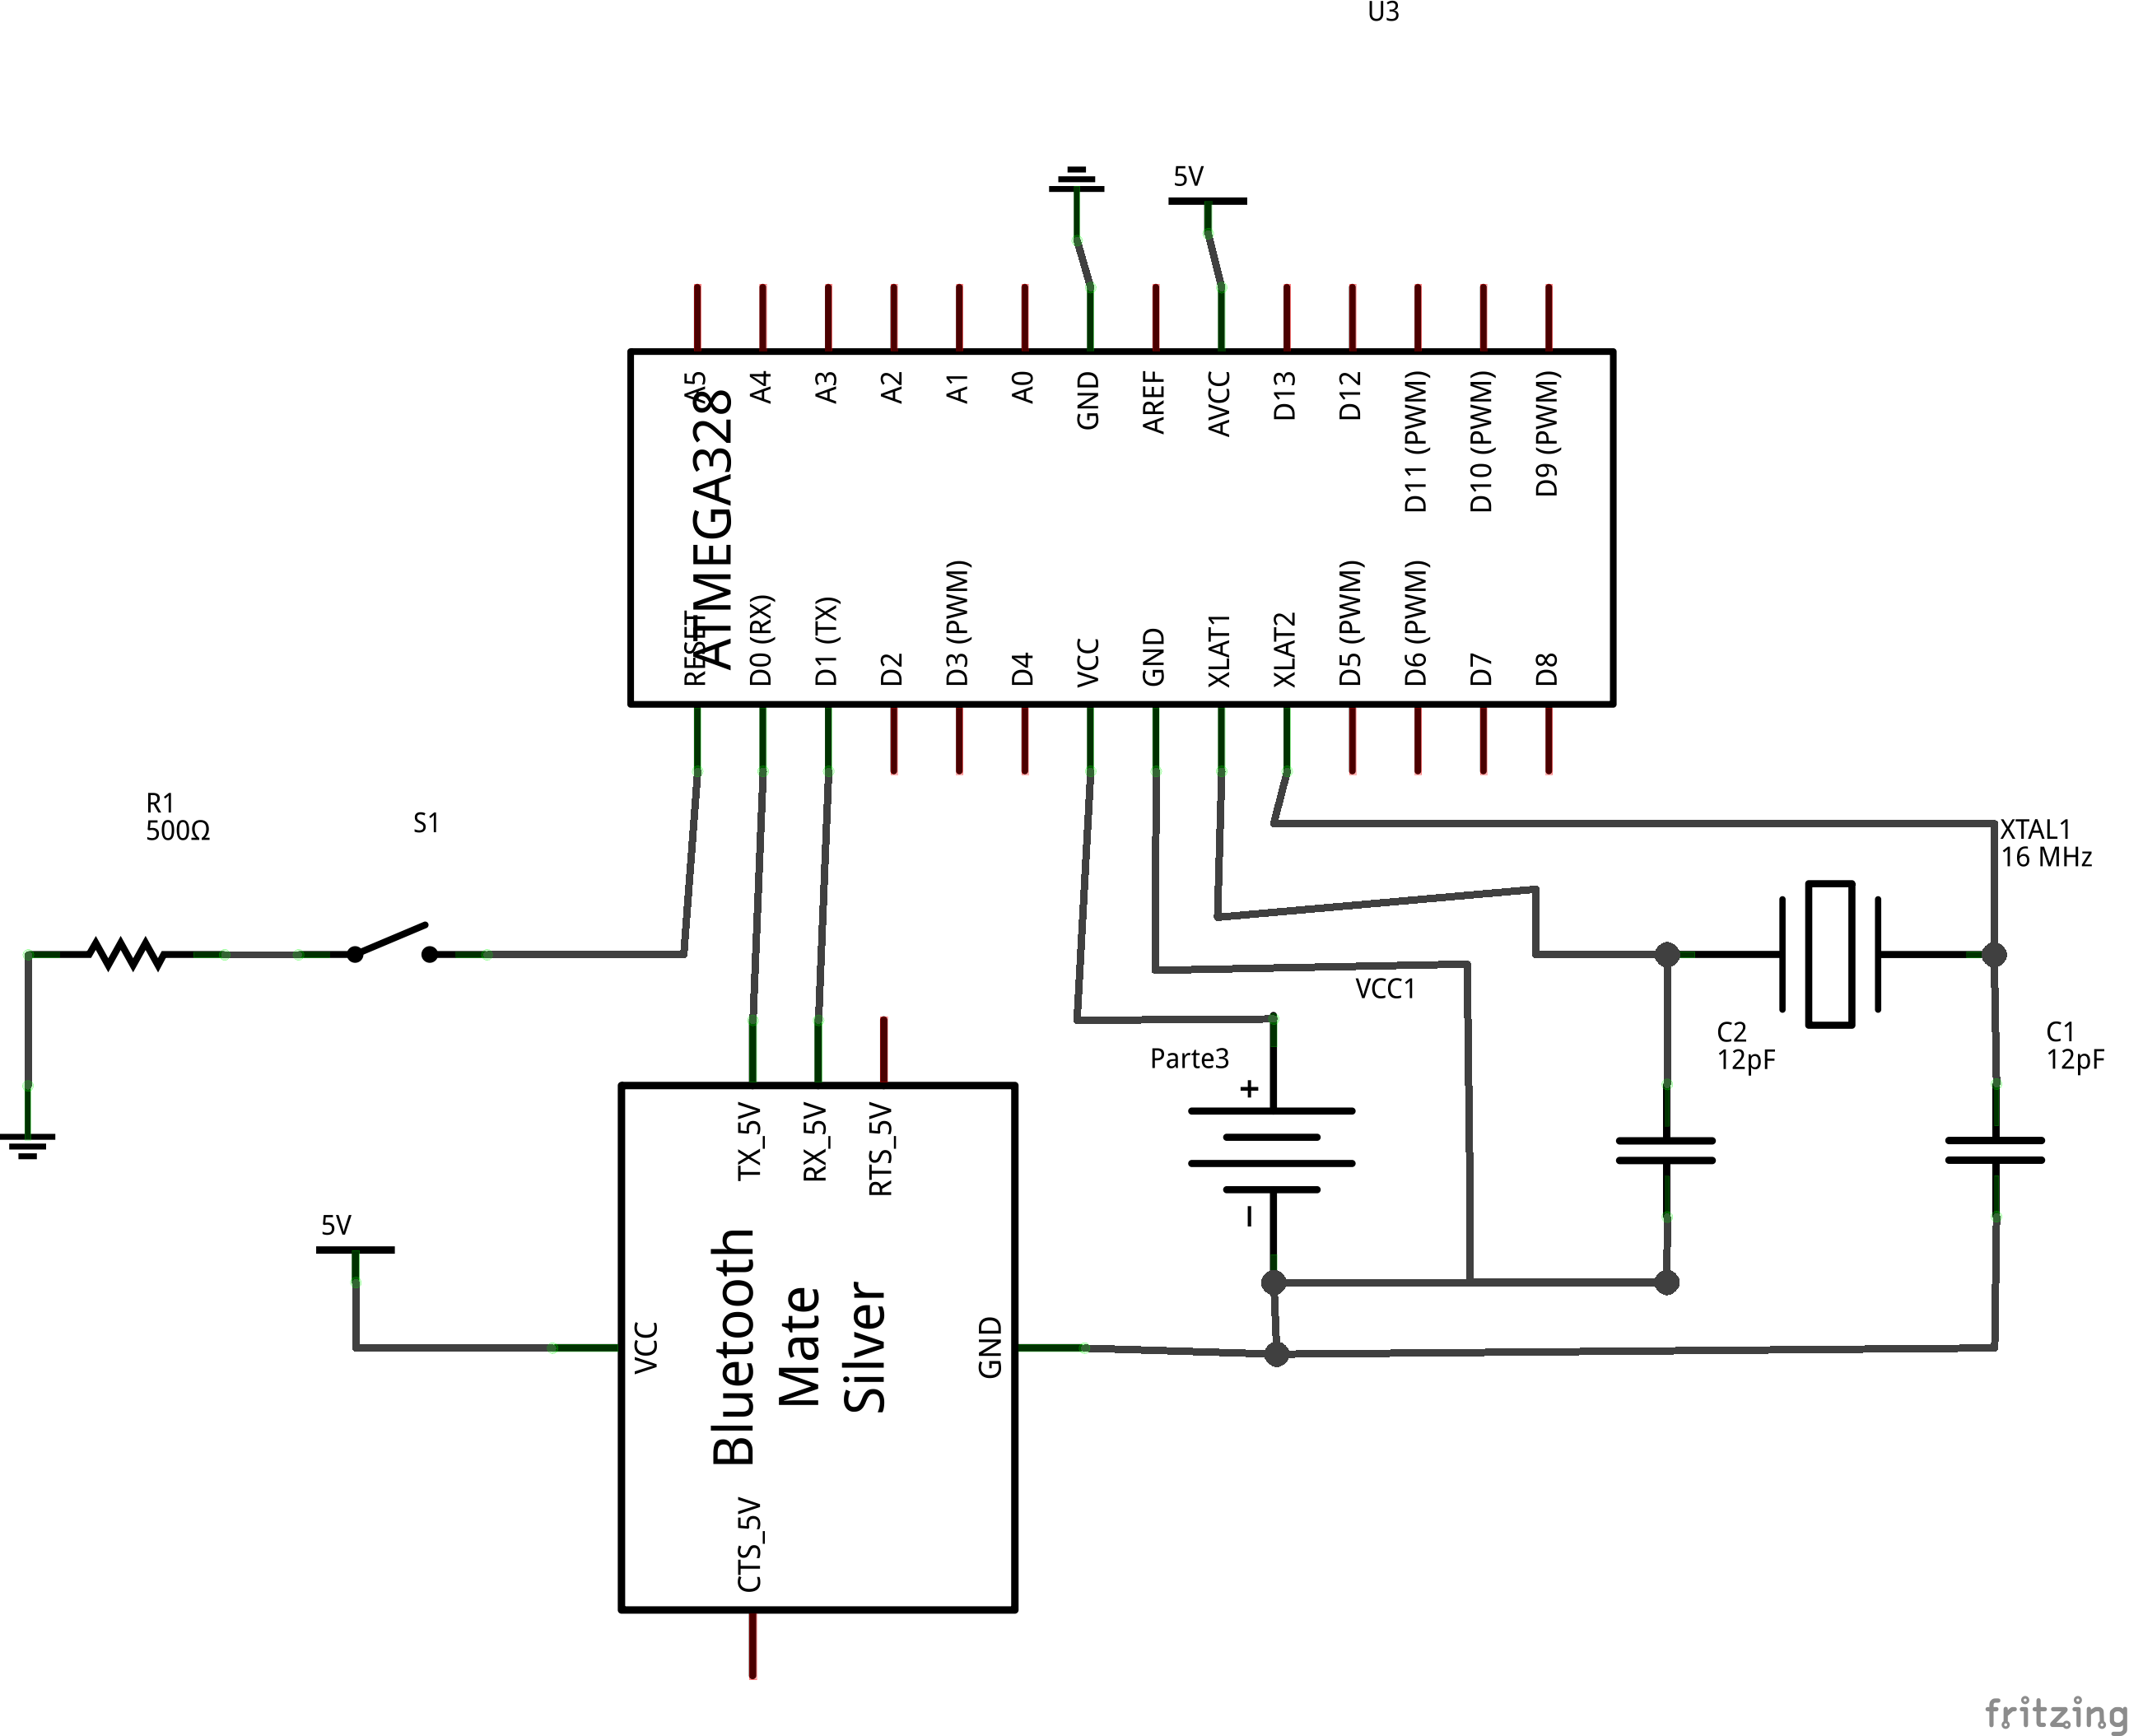 U3
5V
A5
A4
A3
A2
A1
A0
GND
AREF
AVCC
D13
D12
D11 (PWM)
D10 (PWM)
D9 (PWM)
ATMEGA328
RESET
D0 (RX)
D1 (TX)
D2
D3 (PWM)
D4
VCC
GND
XLAT1
XLAT2
D5 (PWM)
D6 (PWM)
D7
D8
R1
500Ω
S1
XTAL1
16 MHz
VCC1
Parte3
+
−
C2
12pF
C1
12pF
TX_5V
RX_5V
RTS_5V
5V
VCC
Bluetooth
Mate
Silver
GND
CTS_5V
fritzing